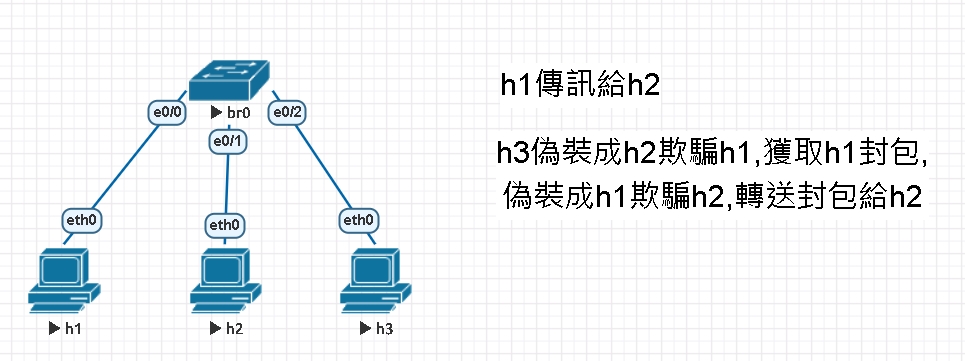 h1傳訊給h2
e0/0
br0
e0/2
e0/1
h3偽裝成h2欺騙h1,獲取h1封包,
偽裝成h1欺騙h2,轉送封包給h2
eth0
eth0
eth0
h1
h2
h3